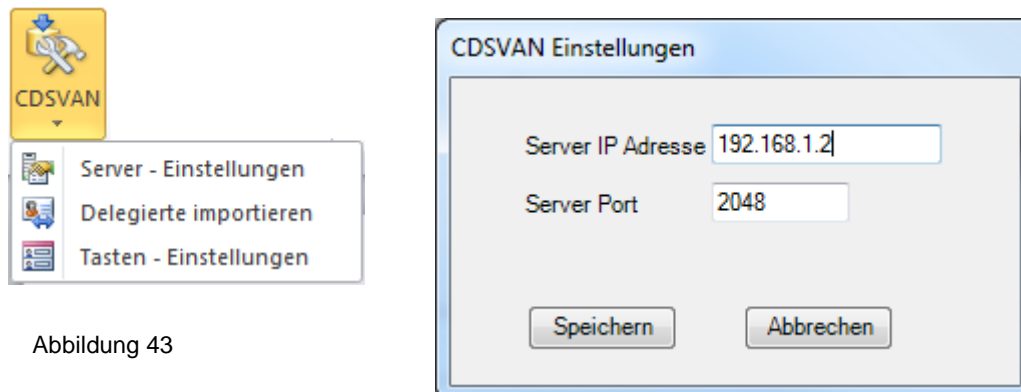 CDSVAN
Server - Einstellungen
Delegierte importieren
Tasten - Einstellungen
Abbildung 43
CDSVAN Einstellungen
Server IP Adresse 192.168.1.2
Server Port 2048
Speichern Abbrechen